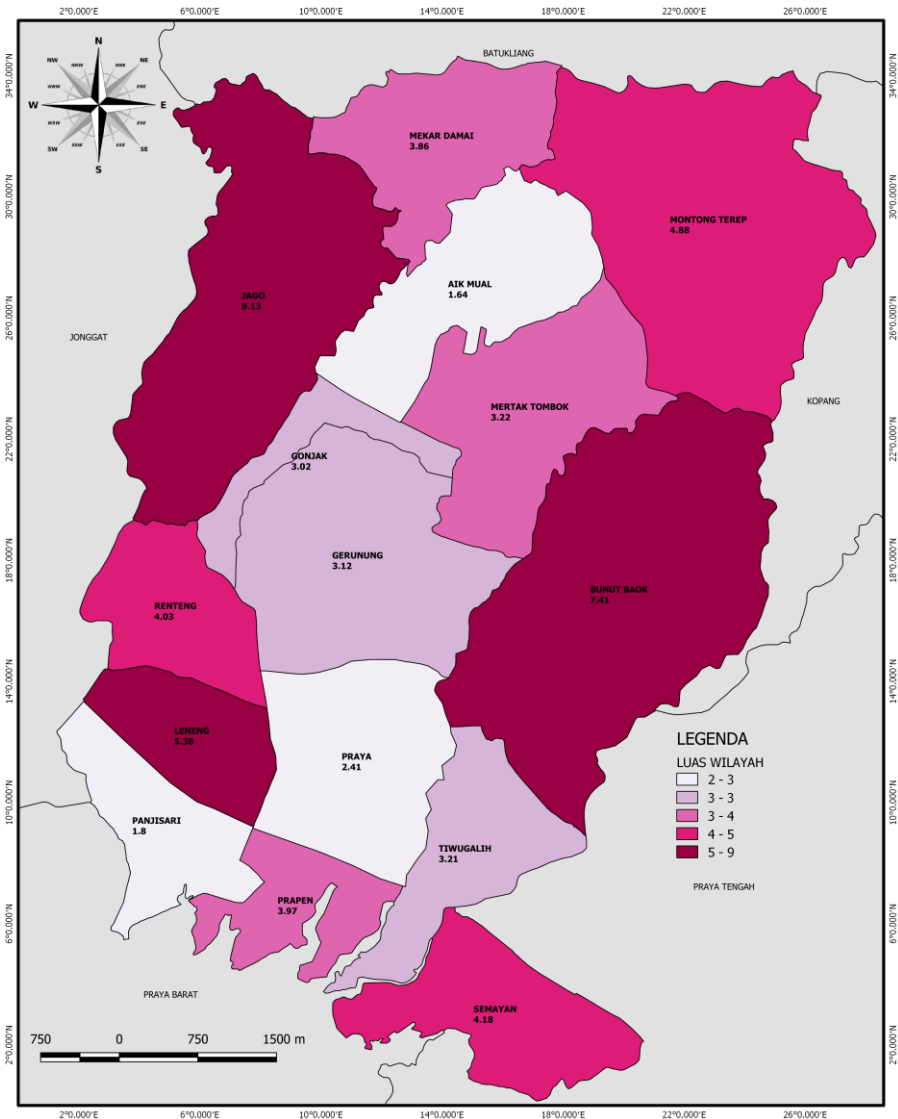 2°0.000'E 6°0.000'E 10°0.000'E 14°0.000'E 18°0.000'E 22°0.000'E 26°0.000'E
34°0.000'N
30°0.000'N
26°0.000'N
22°0.000'N
18°0.000'N
14°0.000'N
10°0.000'N
6°0.000'N
2°0.000'N
N
NNW NNE
NW NE
WNW ENE
W E
WSW ESE
SW SE
SSW SSE
S
BATUKLIANG
MEKAR DAMAI
3.86
MONTONG TEREP
4.88
AIK MUAL
1.64
JAGO
9.13
JONGGAT
KOPANG
MERTAK TOMBOK
3.22
GONJAK
3.02
GERUNUNG
3.12
BUNUT BAOK
7.41
RENTENG
4.03
LENENG
5.38
PRAYA
2.41
PANJISARI
1.8
TIWUGALIH
3.21
PRAPEN
3.97
SEMAYAN
4.18
PRAYA BARAT
PRAYA TENGAH
LEGENDA
LUAS WILAYAH
2 - 3
3 - 3
3 - 4
4 - 5
5 - 9
750 0 750 1500 m
34°0.000'N
30°0.000'N
26°0.000'N
22°0.000'N
18°0.000'N
14°0.000'N
10°0.000'N
6°0.000'N
2°0.000'N
2°0.000'E 6°0.000'E 10°0.000'E 14°0.000'E 18°0.000'E 22°0.000'E 26°0.000'E